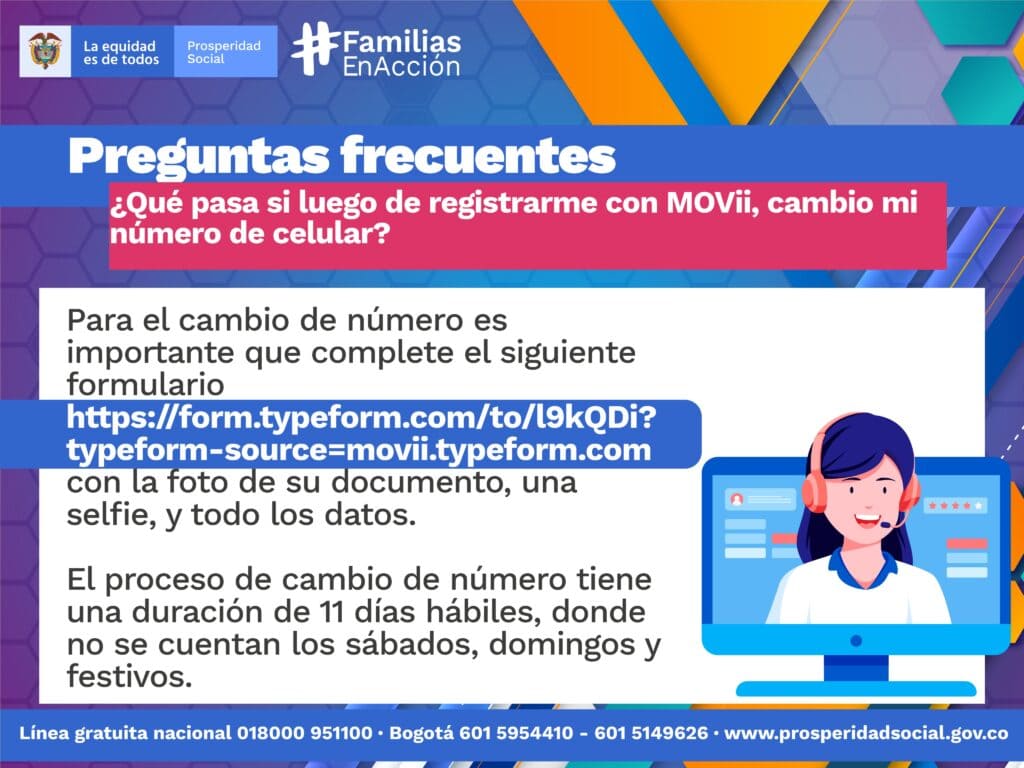 La equidad
es de todos
Prosperidad
Social
#Familias
EnAcción
Preguntas frecuentes
¿Qué pasa si luego de registrarme con MOVii, cambio mi
número de celular?
Para el cambio de número es
importante que complete el siguiente
formulario
https://form.typeform.com/to/l9kQDi?
typeform-source=movii.typeform.com
con la foto de su documento, una
selfie, y todo los datos.
El proceso de cambio de número tiene
una duración de 11 días hábiles, donde
no se cuentan los sábados, domingos y
festivos.
Línea gratuita nacional 018000 951100 · Bogotá 601 5954410 - 601 5149626 · www.prosperidadsocial.gov.co